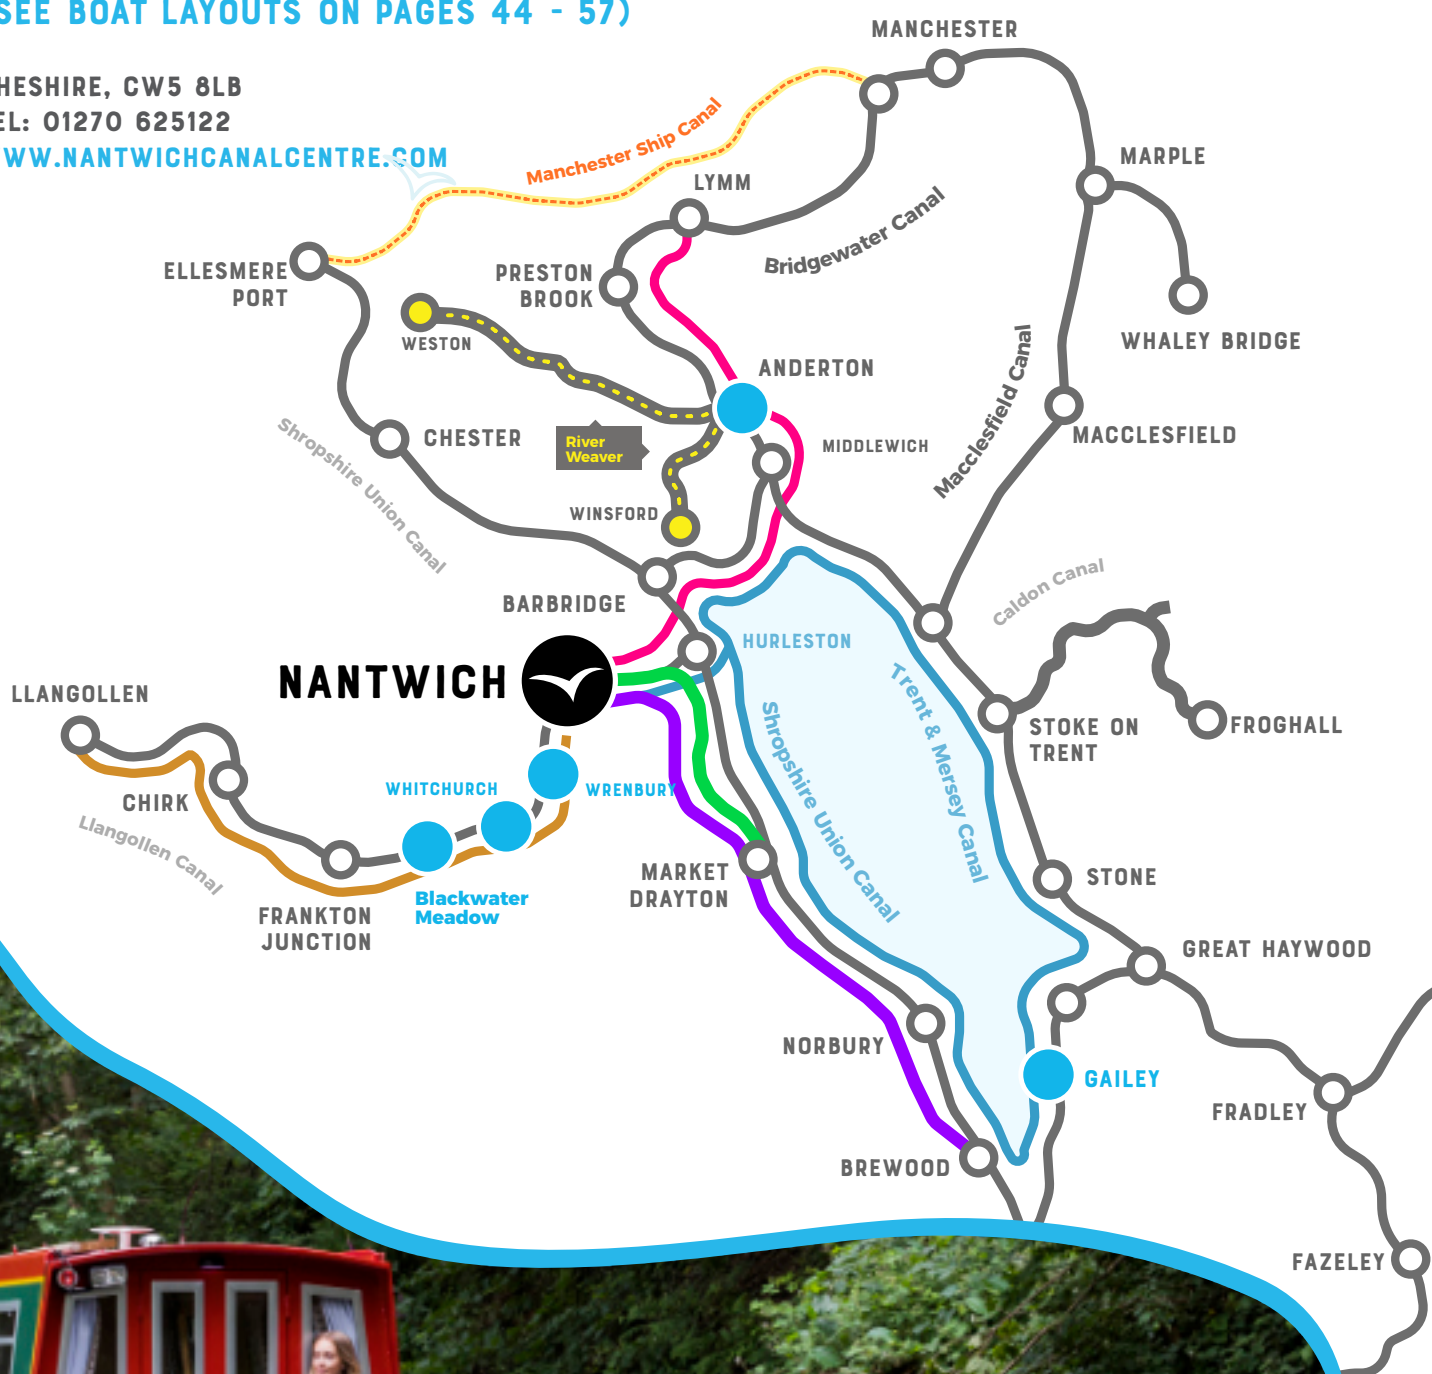 SEE BOAT LAYOUTS ON PAGES 44 - 57)
HESHIRE, CW5 8LB
EL: 01270 625122
WW.NANTWICHCANALCENTRE.COM
MANCHESTER
Manchester Ship Canal
MARPLE
LYMM
Bridgewater Canal
ELLESMERE
PORT
PRESTON
BROOK
WESTON
WHALEY BRIDGE
ANDERTON
Macclesfield Canal
CHESTER
River
Weaver
MIDDLEWICH
MACCLESFIELD
Shropshire Union Canal
WINSFORD
Caldon Canal
BARBRIDGE
HURLESTON
NANTWICH
LLANGOLLEN
Trent & Mersey Canal
Shropshire Union Canal
STOKE ON
TRENT
FROGHALL
WHITCHURCH
WRENBURY
CHIRK
Llangollen Canal
MARKET
DRAYTON
STONE
Blackwater
Meadow
FRANKTON
JUNCTION
GREAT HAYWOOD
NORBURY
GAILEY
FRADLEY
BREWOOD
FAZELEY